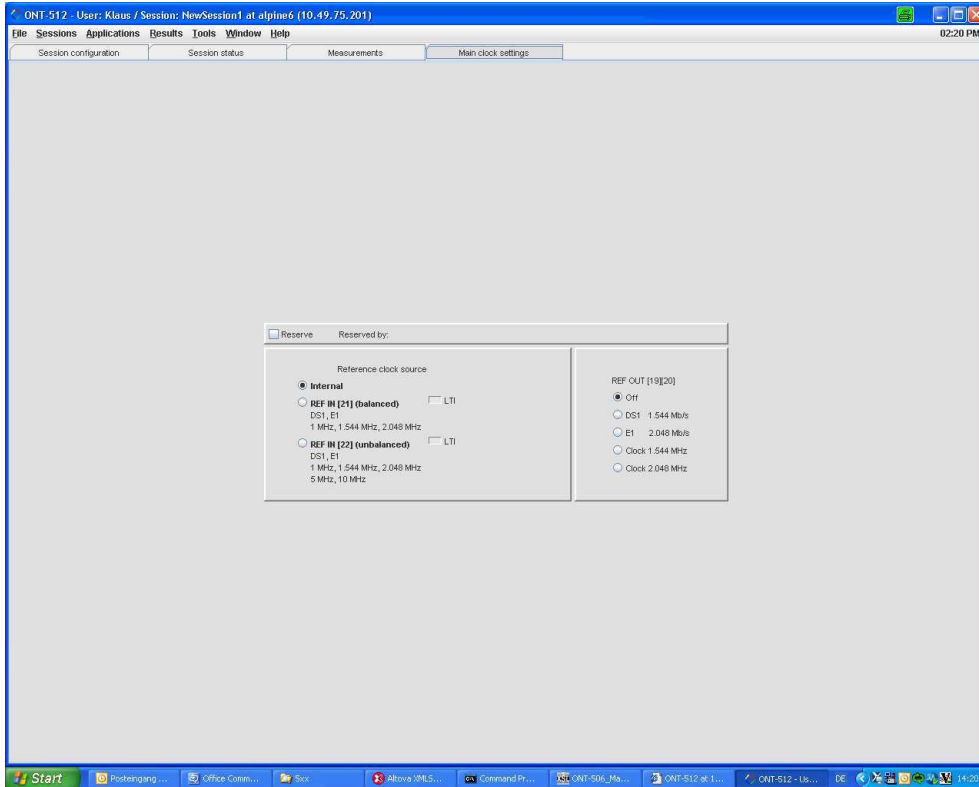 ONT-512 - User: Klaus / Session: NewSession1 at alpine6 (10.49.75.201)
File Sessions Applications Results Tools Window Help 02:20 PM
Session configuration Session status Measurements Main clock settings
Reserve Reserved by:
Reference clock source
Internal
REF IN [21] (balanced) LTI
DS1, E1
1 MHz, 1.544 MHz, 2.048 MHz
REF IN [22] (unbalanced) LTI
DS1, E1
1 MHz, 1.544 MHz, 2.048 MHz
5 MHz, 10 MHz
REF OUT [19][20]
Off
DS1 1.544 Mb/s
E1 2.048 Mb/s
Clock 1.544 MHz
Clock 2.048 MHz
Start Posteingang ... Office Comm... 5xx Altova XMLS... Command Pr... ONT-506_Ma... ONT-512 at 1... ONT-512 - Us... DE 14:20